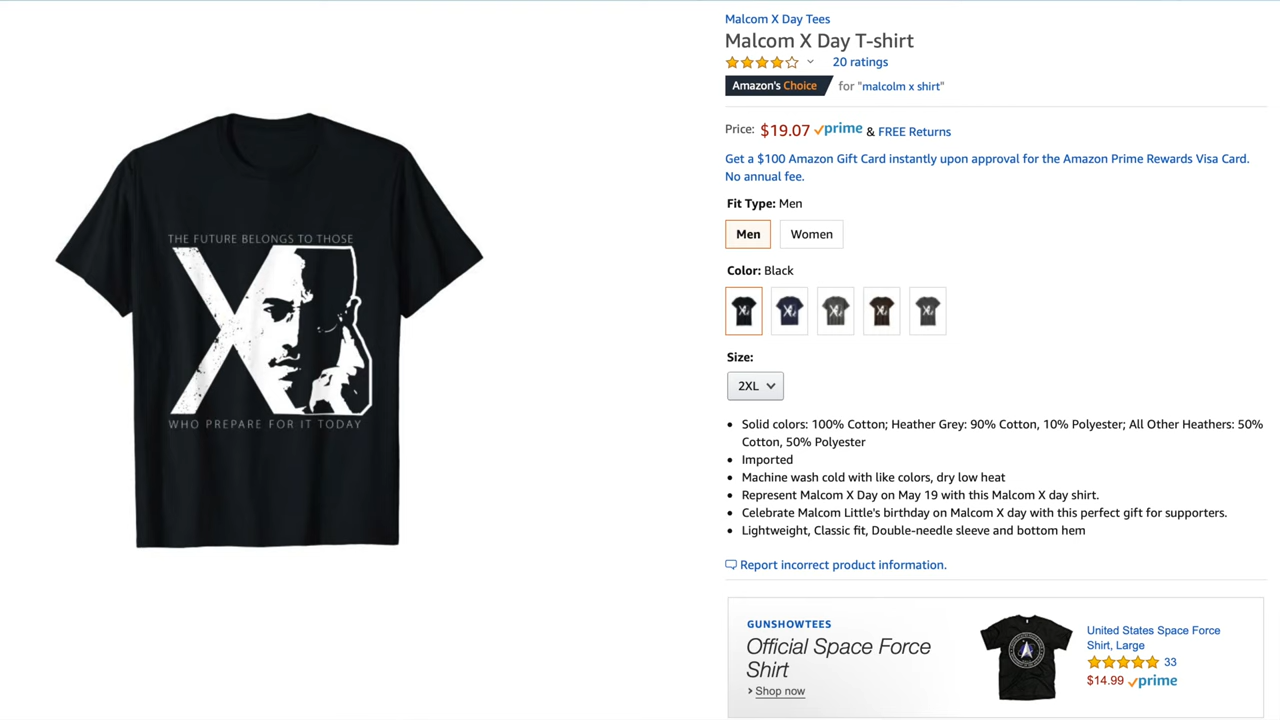 THE FUTURE BELONGS TO THOSE
X
WHO PREPARE FOR IT TODAY
Malcom X Day Tees
Malcom X Day T-shirt
20 ratings
Amazon's Choice for "malcolm x shirt"
Price: $19.07 prime & FREE Returns
Get a $100 Amazon Gift Card instantly upon approval for the Amazon Prime Rewards Visa Card.
No annual fee.
Fit Type: Men
Men Women
Color: Black
Size:
2XL
• Solid colors: 100% Cotton; Heather Grey: 90% Cotton, 10% Polyester; All Other Heathers: 50%
Cotton, 50% Polyester
• Imported
• Machine wash cold with like colors, dry low heat
• Represent Malcom X Day on May 19 with this Malcom X day shirt.
• Celebrate Malcom Little's birthday on Malcom X day with this perfect gift for supporters.
• Lightweight, Classic fit, Double-needle sleeve and bottom hem
Report incorrect product information.
GUNSHOWTEES
Official Space Force
Shirt
› Shop now
United States Space Force
Shirt, Large
33
$14.99 prime